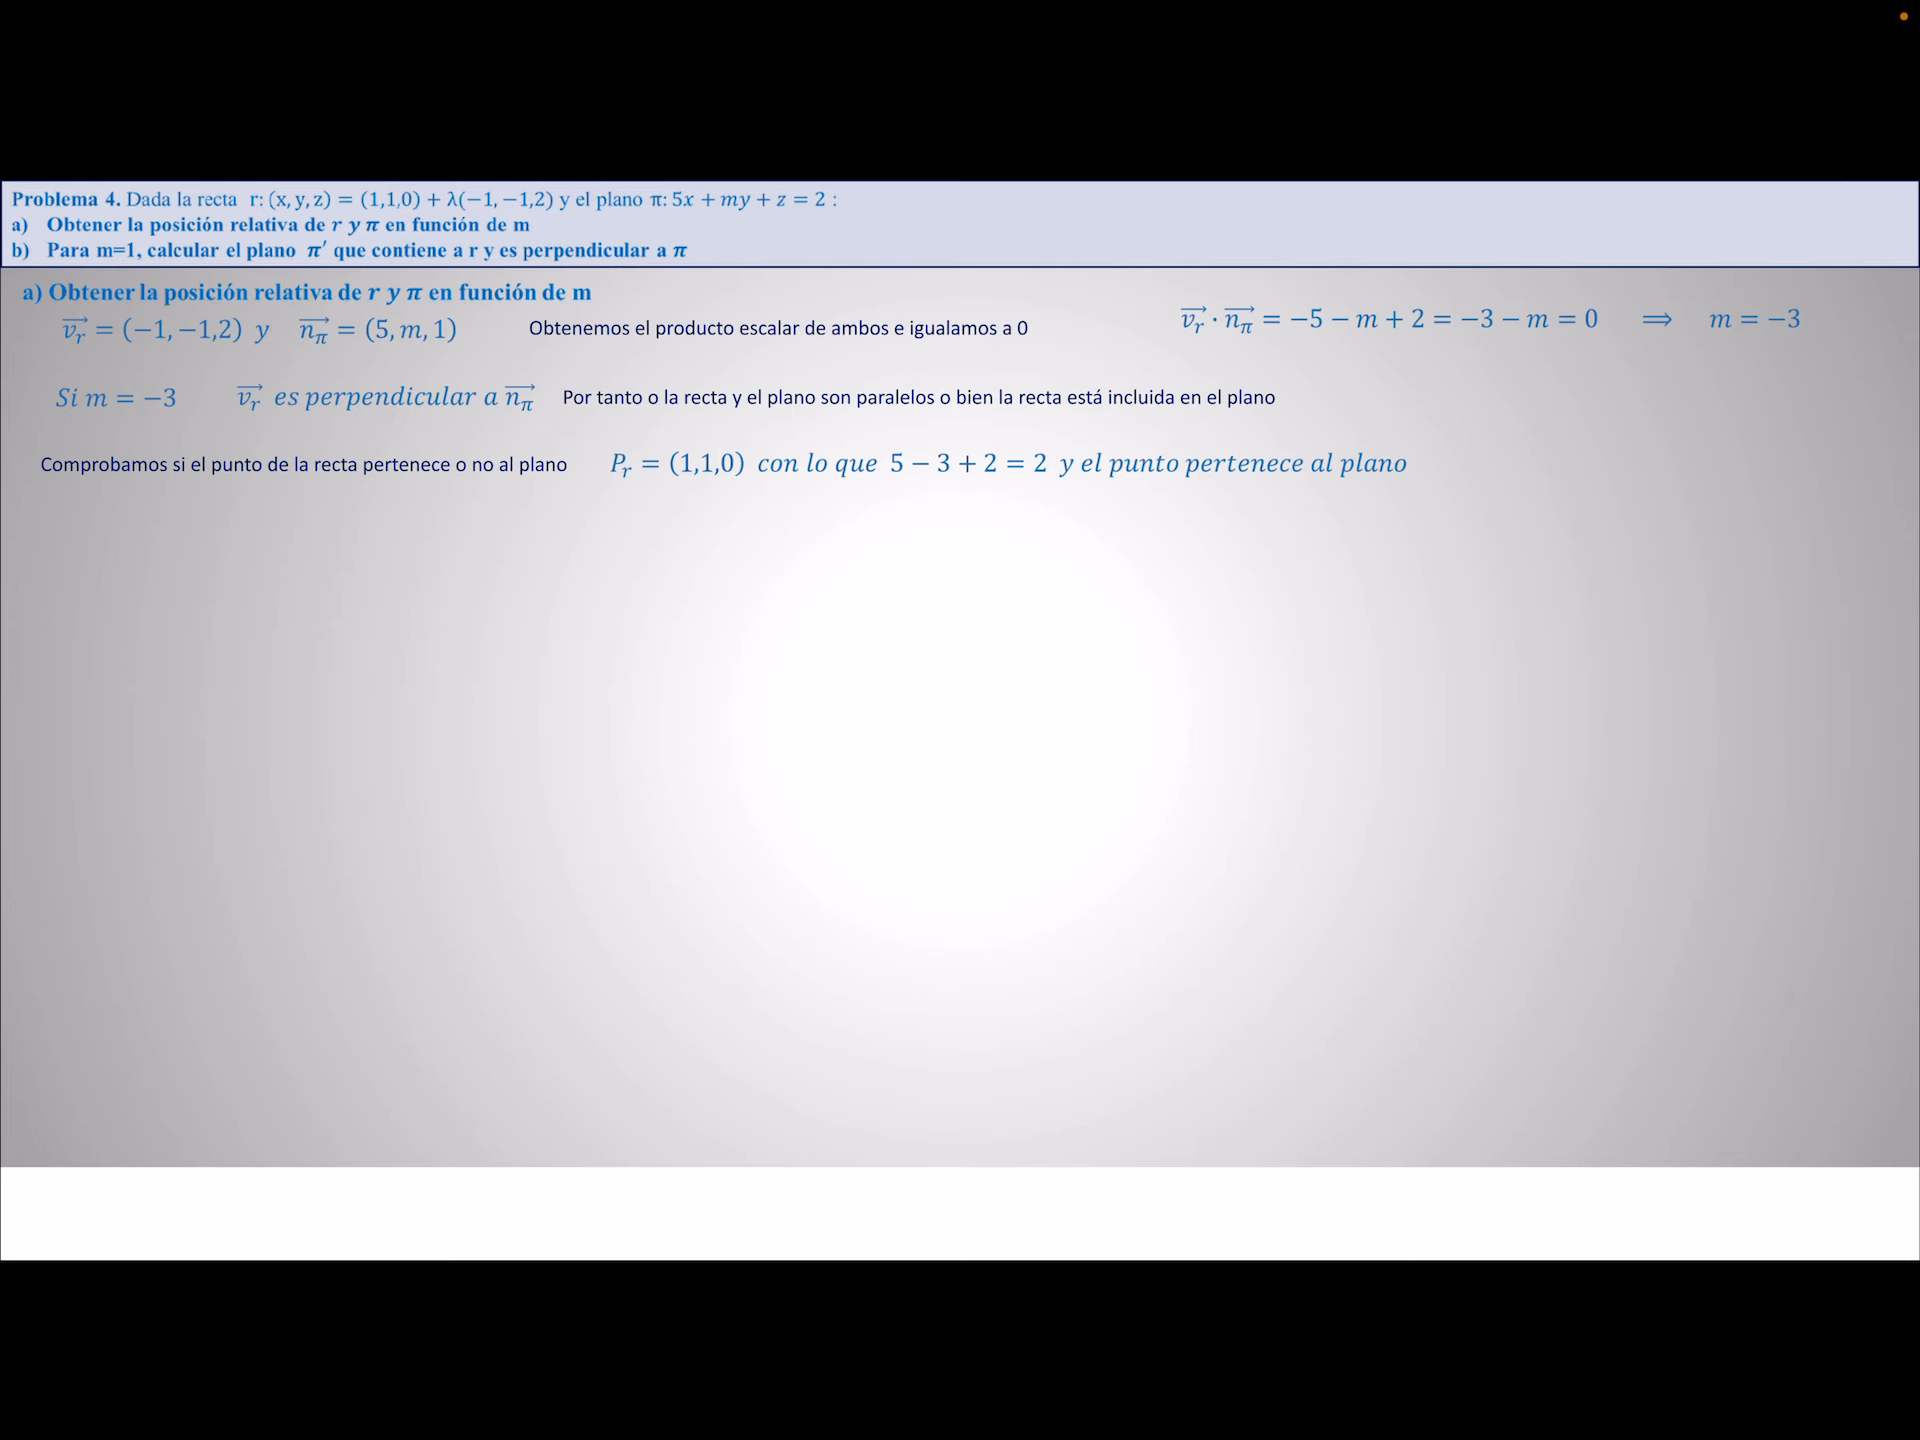 Problema 4. Dada la recta r: (x, y, z) = (1,1,0) + λ(−1, −1,2) y el plano π: 5x + my + z = 2 :
a) Obtener la posición relativa de r y π en función de m
b) Para m=1, calcular el plano π′ que contiene a r y es perpendicular a π
a) Obtener la posición relativa de r y π en función de m
v⃗ᵣ = (−1, −1,2) y n⃗_π = (5, m, 1) Obtenemos el producto escalar de ambos e igualamos a 0 v⃗ᵣ · n⃗_π = −5 − m + 2 = −3 − m = 0 ⟹ m = −3
Si m = −3 v⃗ᵣ es perpendicular a n⃗_π Por tanto o la recta y el plano son paralelos o bien la recta está incluida en el plano
Comprobamos si el punto de la recta pertenece o no al plano Pᵣ = (1,1,0) con lo que 5 − 3 + 2 = 2 y el punto pertenece al plano